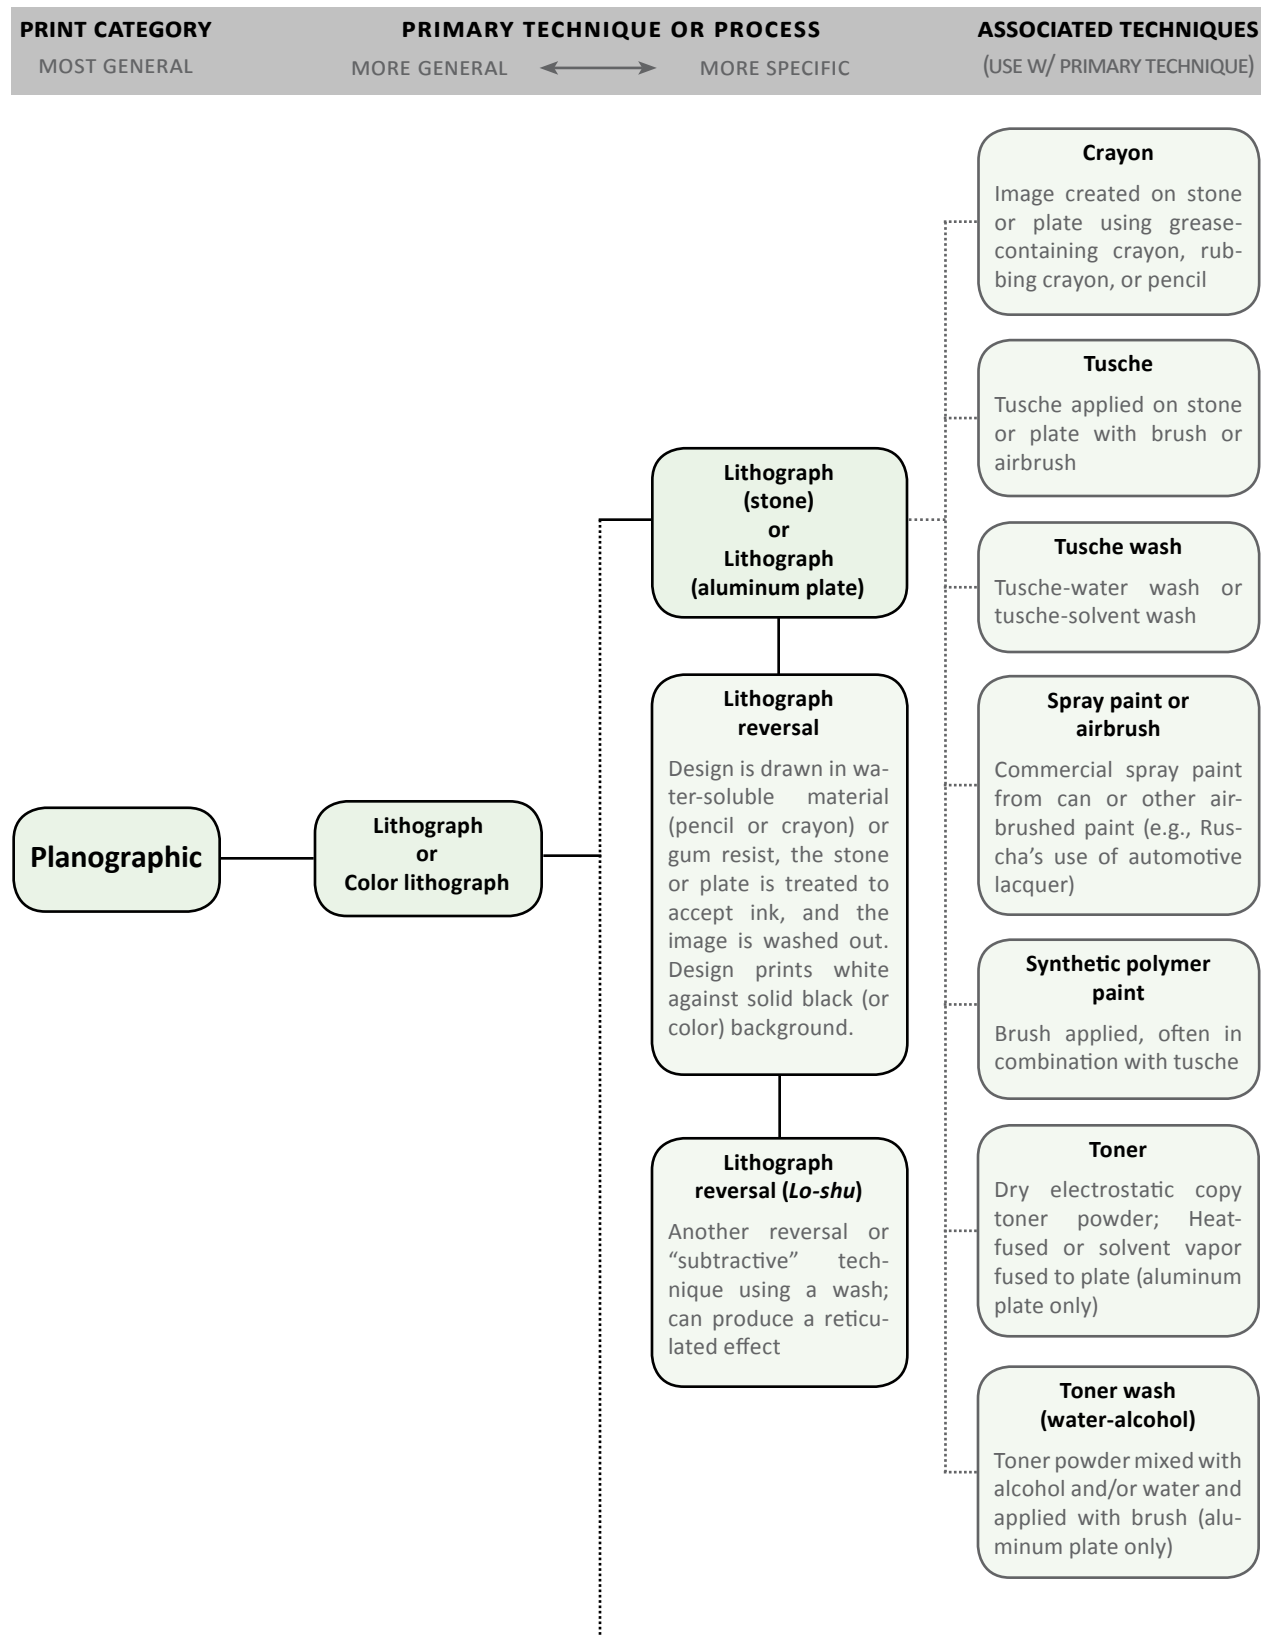 PRINT CATEGORY
MOST GENERAL
PRIMARY TECHNIQUE OR PROCESS
MORE GENERAL
MORE SPECIFIC
ASSOCIATED TECHNIQUES
(USE W/ PRIMARY TECHNIQUE)
Planographic
Lithograph
or
Color lithograph
Lithograph
(stone)
or
Lithograph
(aluminum plate)
Lithograph
reversal
Design is drawn in wa-
ter-soluble material
(pencil or crayon) or
gum resist, the stone
or plate is treated to
accept ink, and the
image is washed out.
Design prints white
against solid black (or
color) background.
Lithograph
reversal (Lo-shu)
Another reversal or
“subtractive” tech-
nique using a wash;
can produce a reticu-
lated effect
Crayon
Image created on stone
or plate using grease-
containing crayon, rub-
bing crayon, or pencil
Tusche
Tusche applied on stone
or plate with brush or
airbrush
Tusche wash
Tusche-water wash or
tusche-solvent wash
Spray paint or
airbrush
Commercial spray paint
from can or other air-
brushed paint (e.g., Rus-
cha’s use of automotive
lacquer)
Synthetic polymer
paint
Brush applied, often in
combination with tusche
Toner
Dry electrostatic copy
toner powder; Heat-
fused or solvent vapor
fused to plate (aluminum
plate only)
Toner wash
(water-alcohol)
Toner powder mixed with
alcohol and/or water and
applied with brush (alu-
minum plate only)